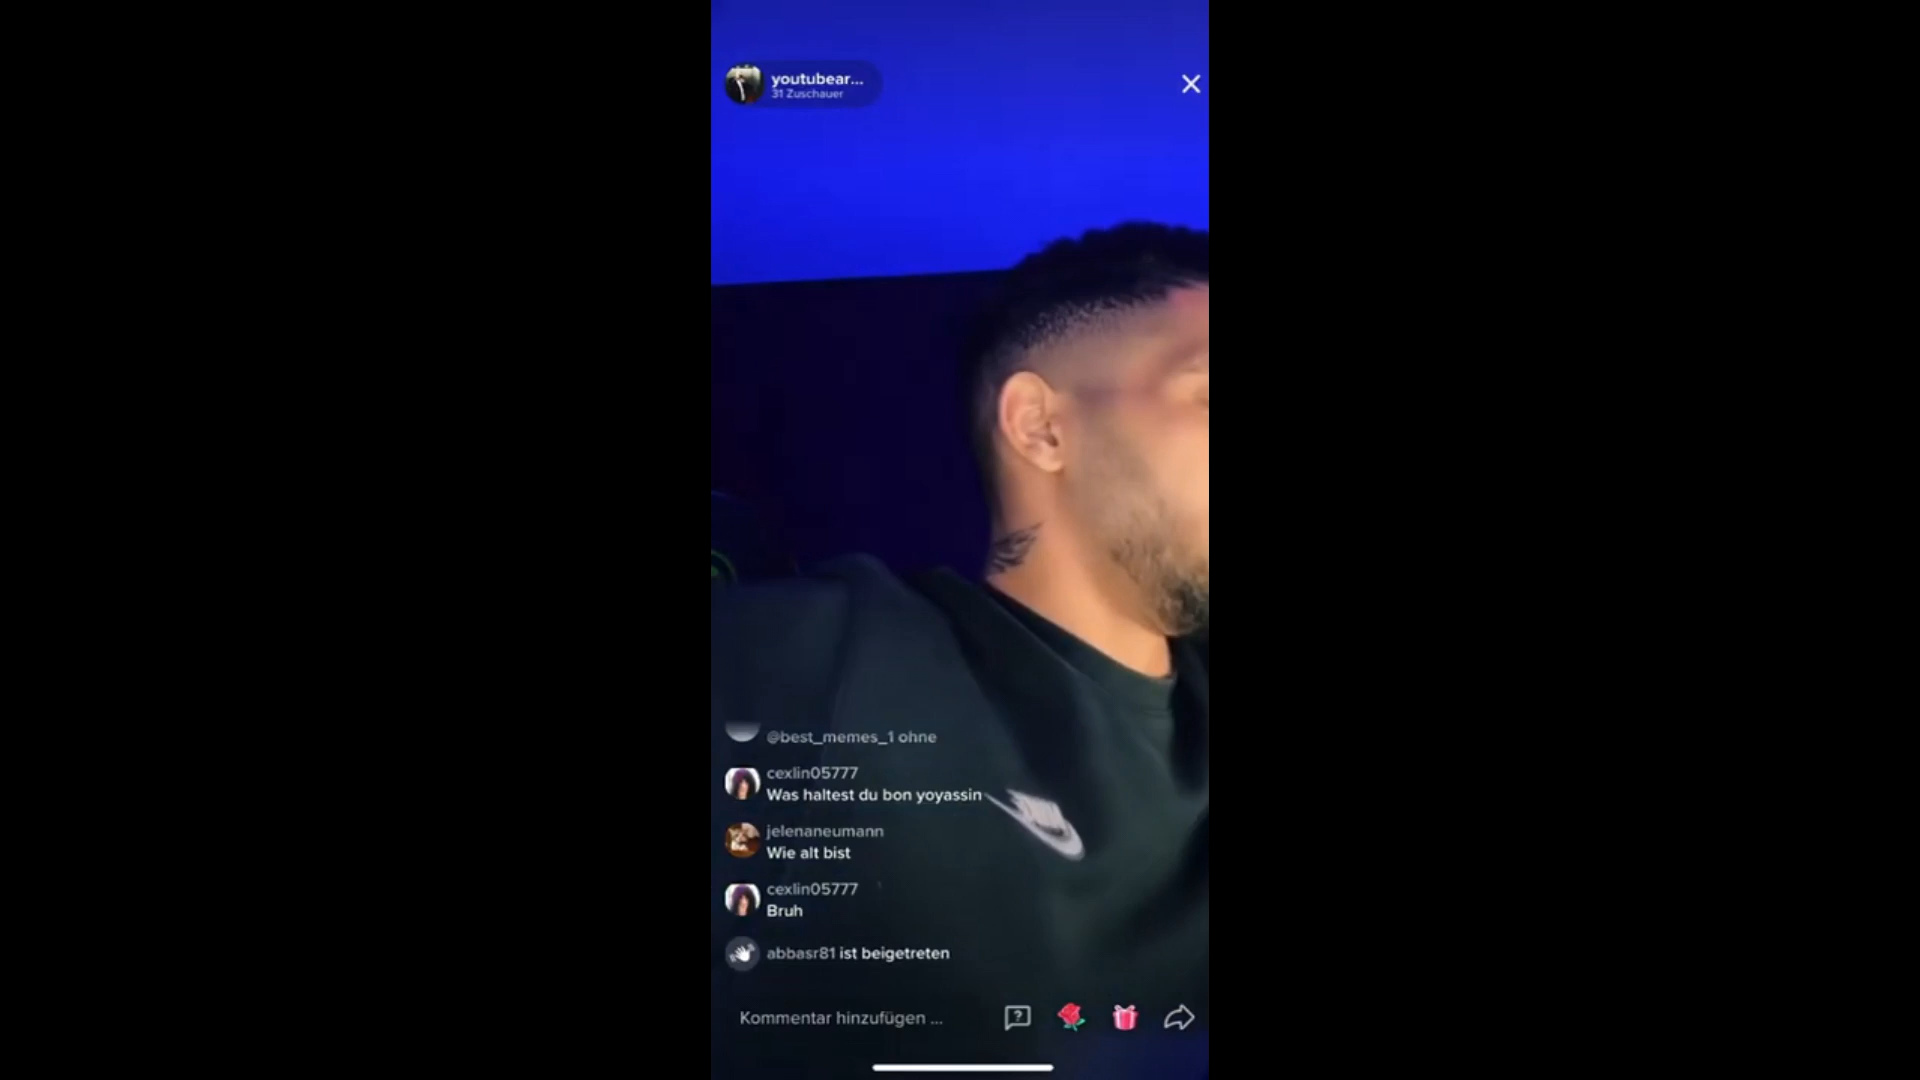 youtubear...
31 Zuschauer
@best_memes_1 ohne
cexlin05777
Was haltest du bon yoyassin
jelenaneumann
Wie alt bist
cexlin05777
Bruh
abbasr81 ist beigetreten
Kommentar hinzufügen ...